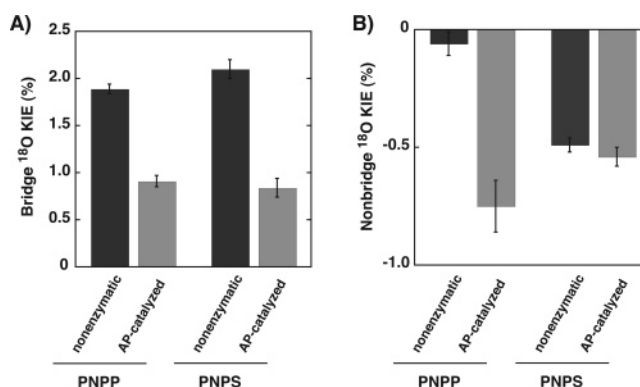 A)
Bridge ¹⁸O KIE (%)
2.5
2.0
1.5
1.0
0.5
0
nonenzymatic
AP-catalyzed
nonenzymatic
AP-catalyzed
PNPP
PNPS
B)
Nonbridge ¹⁸O KIE (%)
0
-0.5
-1.0
nonenzymatic
AP-catalyzed
nonenzymatic
AP-catalyzed
PNPP
PNPS